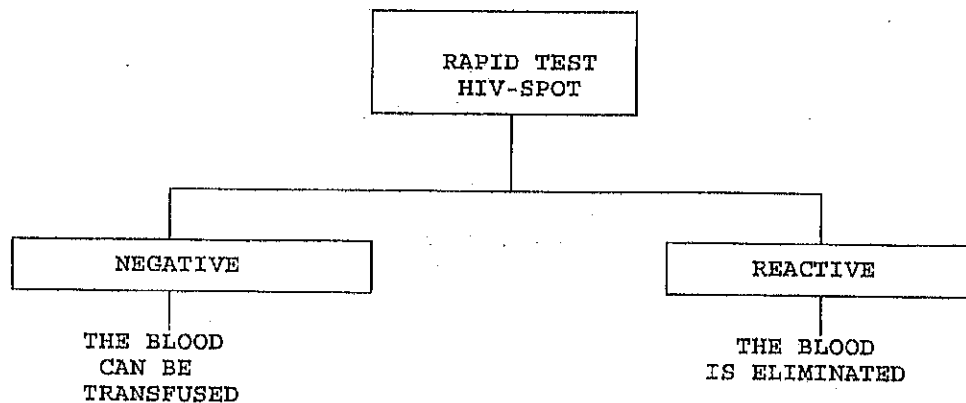 RAPID TEST
HIV-SPOT
NEGATIVE
REACTIVE
THE BLOOD
CAN BE
TRANSFUSED
THE BLOOD
IS ELIMINATED